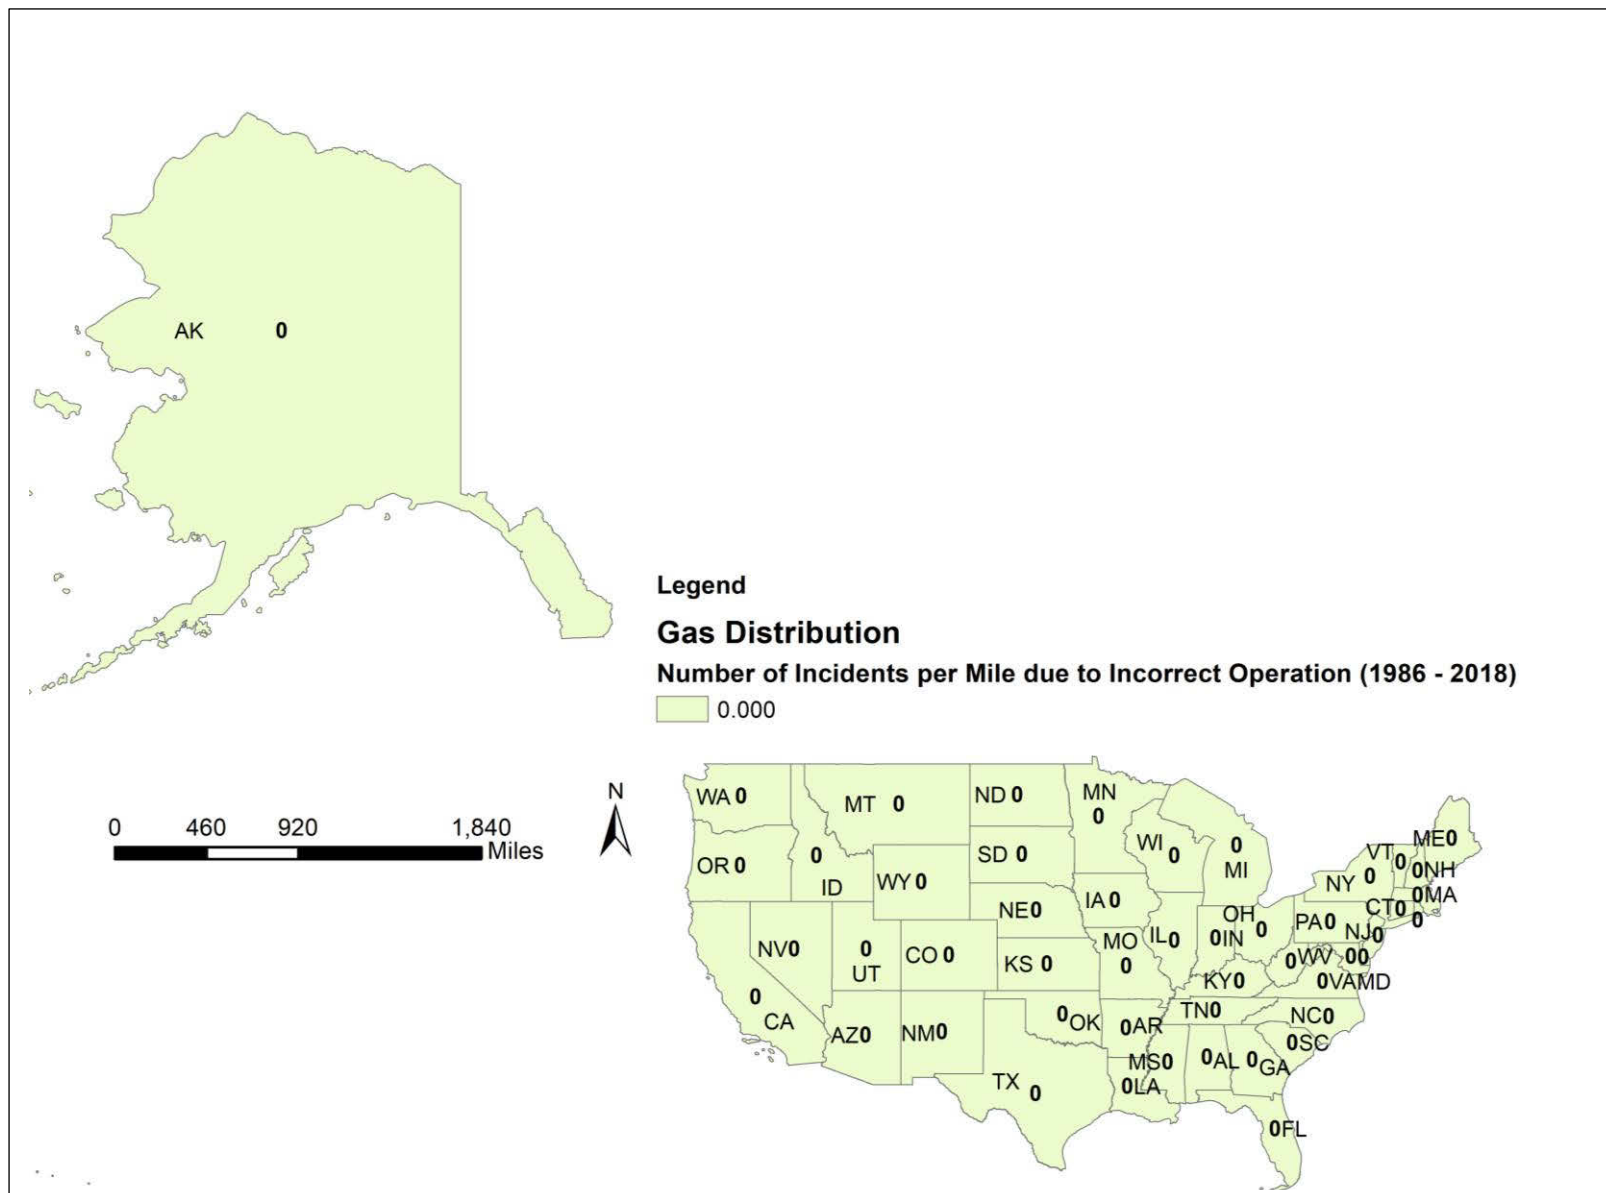 AK 0
Legend
Gas Distribution
Number of Incidents per Mile due to Incorrect Operation (1986 - 2018)
0.000
N
0 460 920 1,840
Miles
WA 0
MT 0
ND 0
MN
0
OR 0
0
ID
WY 0
SD 0
WI 0
0
MI
VT 0
ME 0
0 NH
NY 0
0 MA
NE 0
IA 0
CT 0
0
NV 0
0
UT
CO 0
KS 0
MO
0
IL 0
0 IN
OH
0
PA 0
NJ 0
0 WV
0 0
0 VA MD
KY 0
0
CA
AZ 0
NM 0
0 OK
0 AR
TN 0
NC 0
0 SC
TX 0
MS 0
0 LA
0 AL
0 GA
0 FL